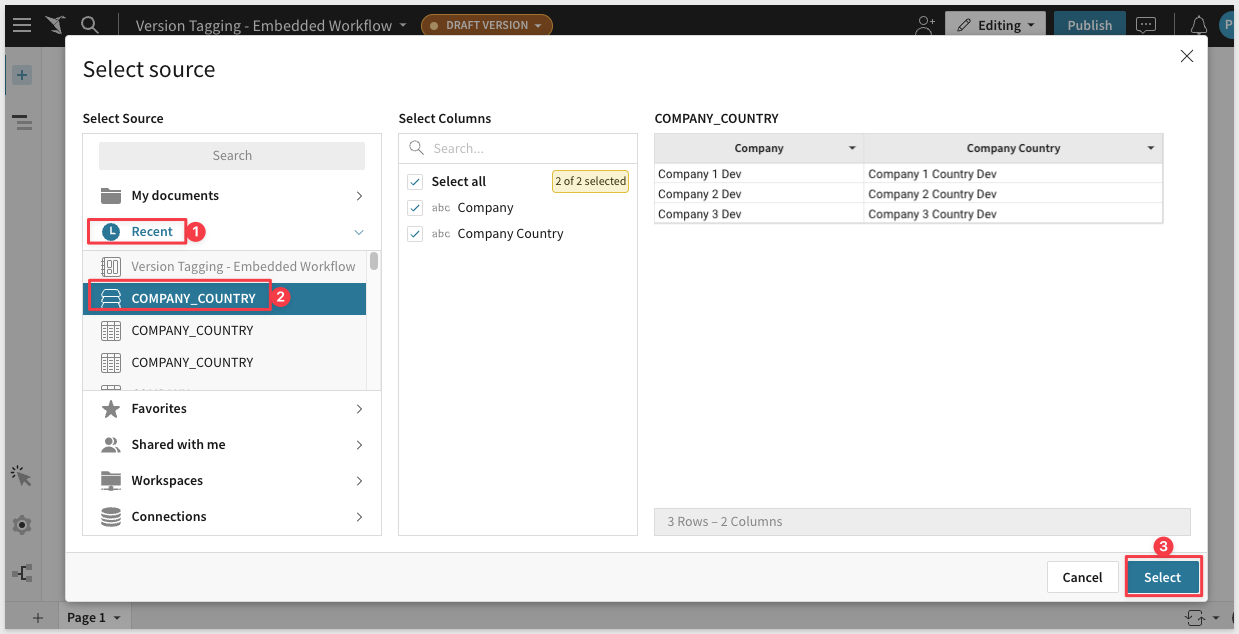 Version Tagging - Embedded Workflow
DRAFT VERSION
Editing
Publish
P
Select source
Select Source
Search
My documents
Recent
1
Version Tagging - Embedded Workflow
COMPANY_COUNTRY
2
COMPANY_COUNTRY
COMPANY_COUNTRY
Favorites
Shared with me
Workspaces
Connections
Select Columns
Search...
Select all
2 of 2 selected
abc Company
abc Company Country
COMPANY_COUNTRY
Company Company Country
Company 1 Dev Company 1 Country Dev
Company 2 Dev Company 2 Country Dev
Company 3 Dev Company 3 Country Dev
3 Rows – 2 Columns
3
Cancel
Select
Page 1